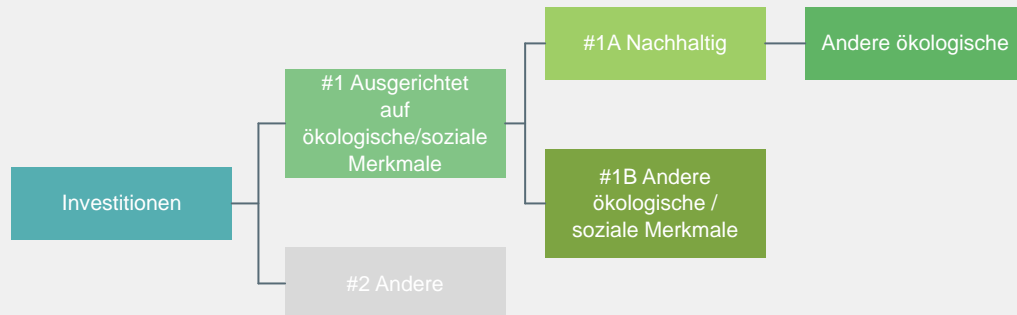 Investitionen
#1 Ausgerichtet
auf
ökologische/soziale
Merkmale
#2 Andere
#1A Nachhaltig
#1B Andere
ökologische /
soziale Merkmale
Andere ökologische